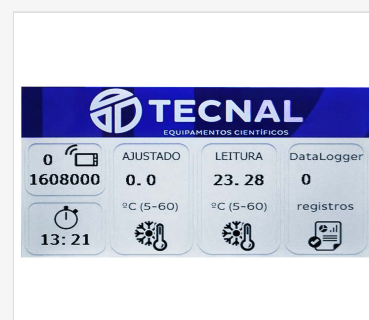 TECNAL
EQUIPAMENTOS CIENTÍFICOS
0
1608000
13:21
AJUSTADO
0.0
ºC (5-60)
LEITURA
23.28
ºC (5-60)
DataLogger
0
registros